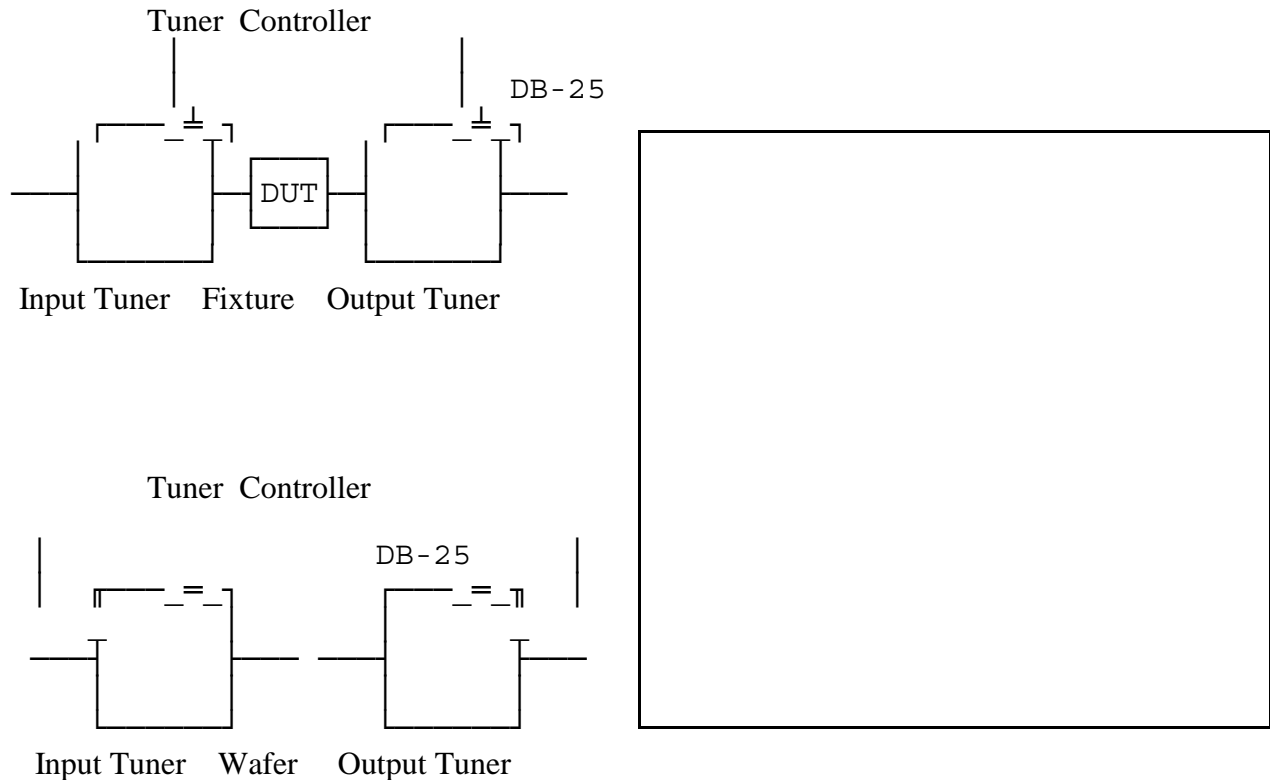 Tuner Controller
DB-25
DUT
Input Tuner Fixture Output Tuner
Tuner Controller
DB-25
Input Tuner Wafer Output Tuner